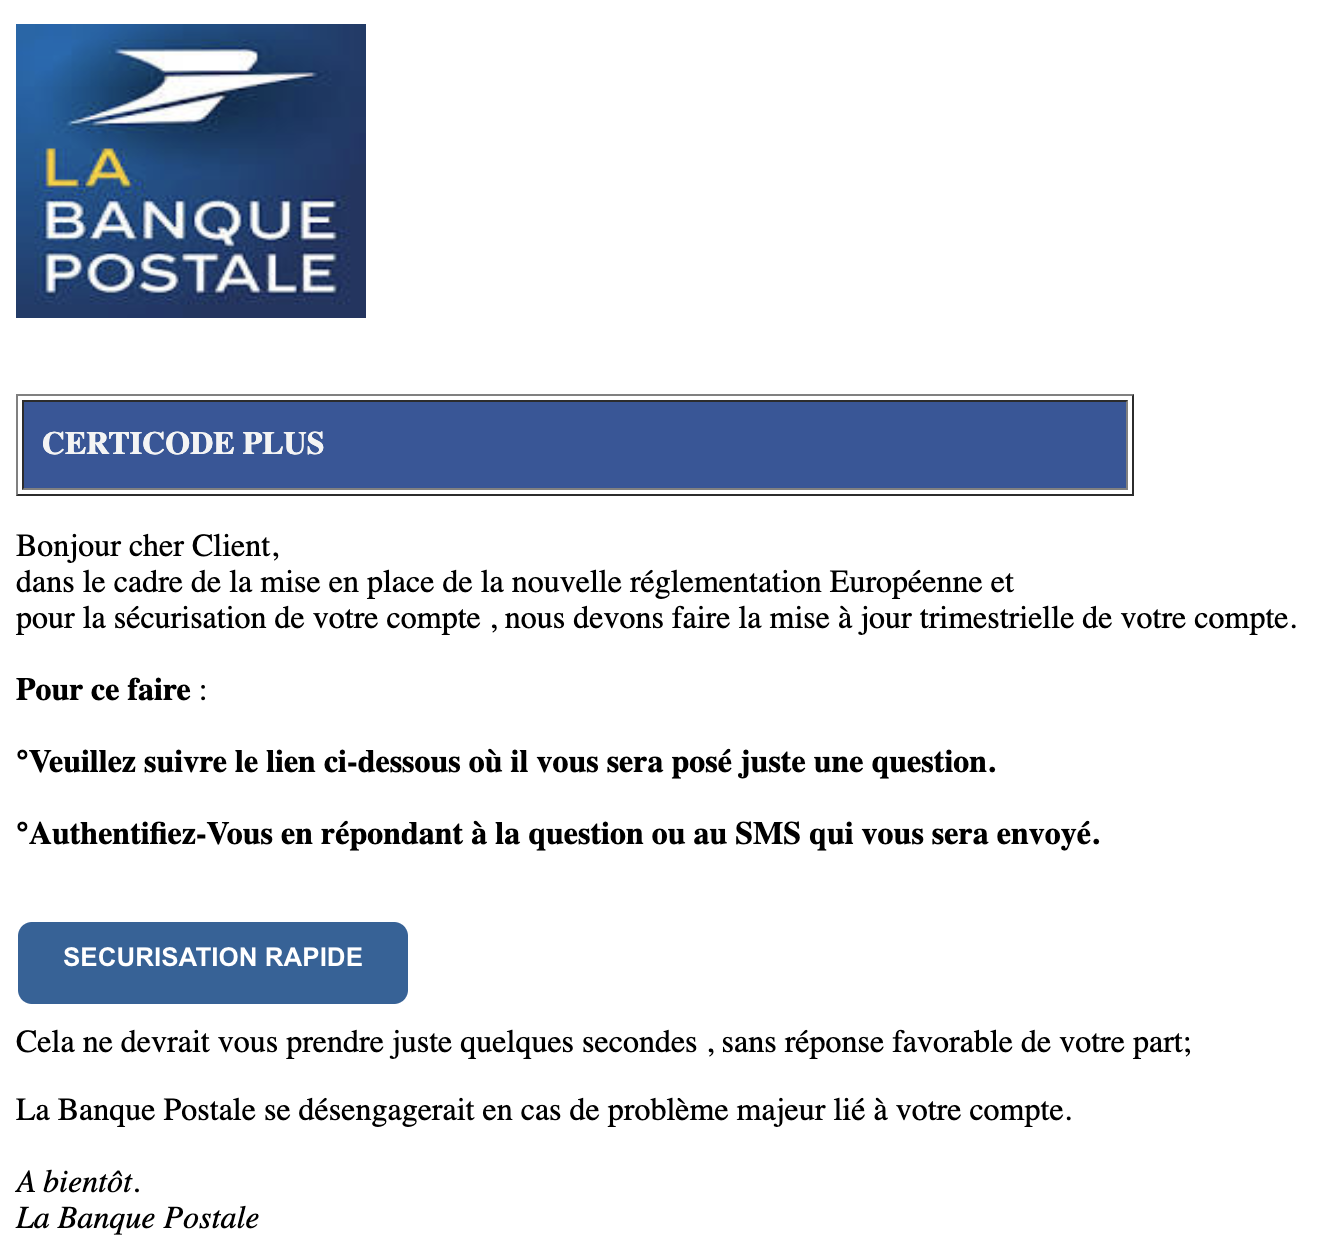 LA
BANQUE
POSTALE
CERTICODE PLUS
Bonjour cher Client,
dans le cadre de la mise en place de la nouvelle réglementation Européenne et
pour la sécurisation de votre compte , nous devons faire la mise à jour trimestrielle de votre compte.
Pour ce faire :
°Veuillez suivre le lien ci-dessous où il vous sera posé juste une question.
°Authentifiez-Vous en répondant à la question ou au SMS qui vous sera envoyé.
SECURISATION RAPIDE
Cela ne devrait vous prendre juste quelques secondes , sans réponse favorable de votre part;
La Banque Postale se désengagerait en cas de problème majeur lié à votre compte.
A bientôt.
La Banque Postale